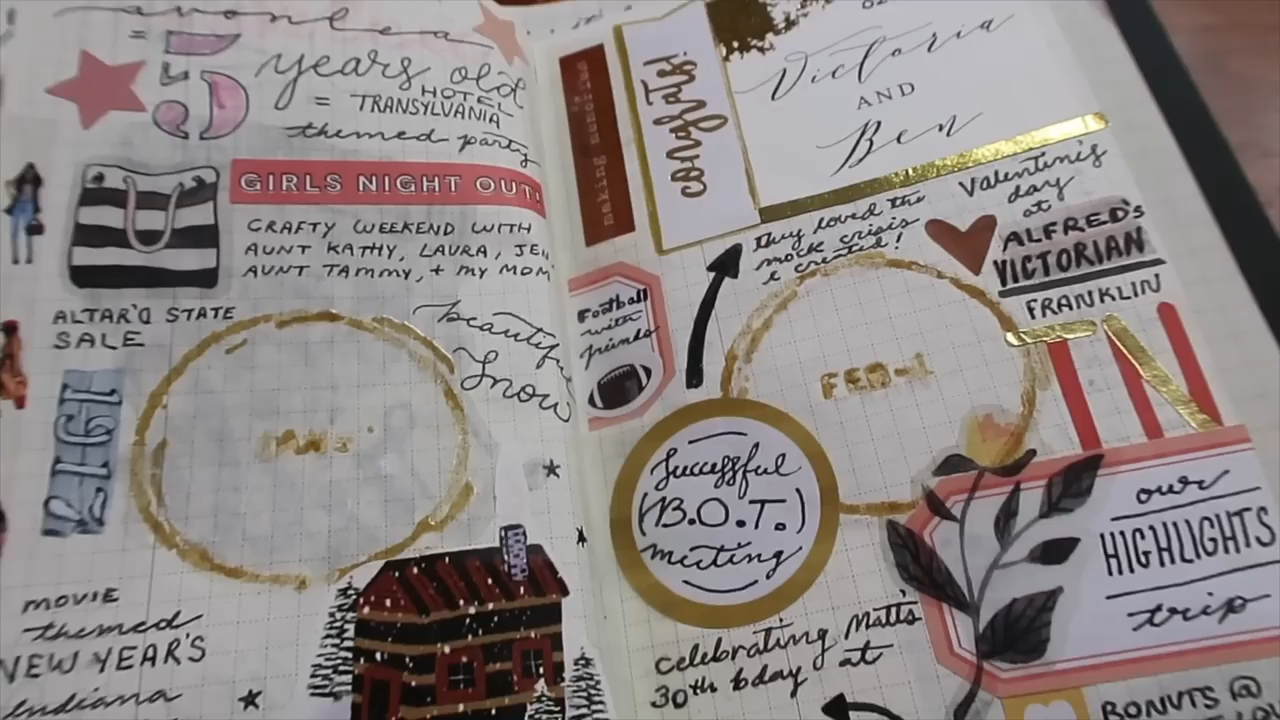 avonlea
= 5
years old
= HOTEL
TRANSYLVANIA
themed party
GIRLS NIGHT OUT!
CRAFTY WEEKEND WITH
AUNT KATHY, LAURA,
AUNT TAMMY, + MY MOM
ALTAR'D STATE
SALE
beautiful
Snow
MOVIE
themed
NEW YEAR'S
Indiana
making memories
congrats!
Victoria
AND
Ben
they loved the
mock crisis
I created!
Valentine's
day
at
ALFRED'S
VICTORIAN
FRANKLIN
TN
Football
with
friends
FEB-1
Successful
(B.O.T.)
meeting
our
HIGHLIGHTS
trip
celebrating Matt's
30th bday at
DONUTS @